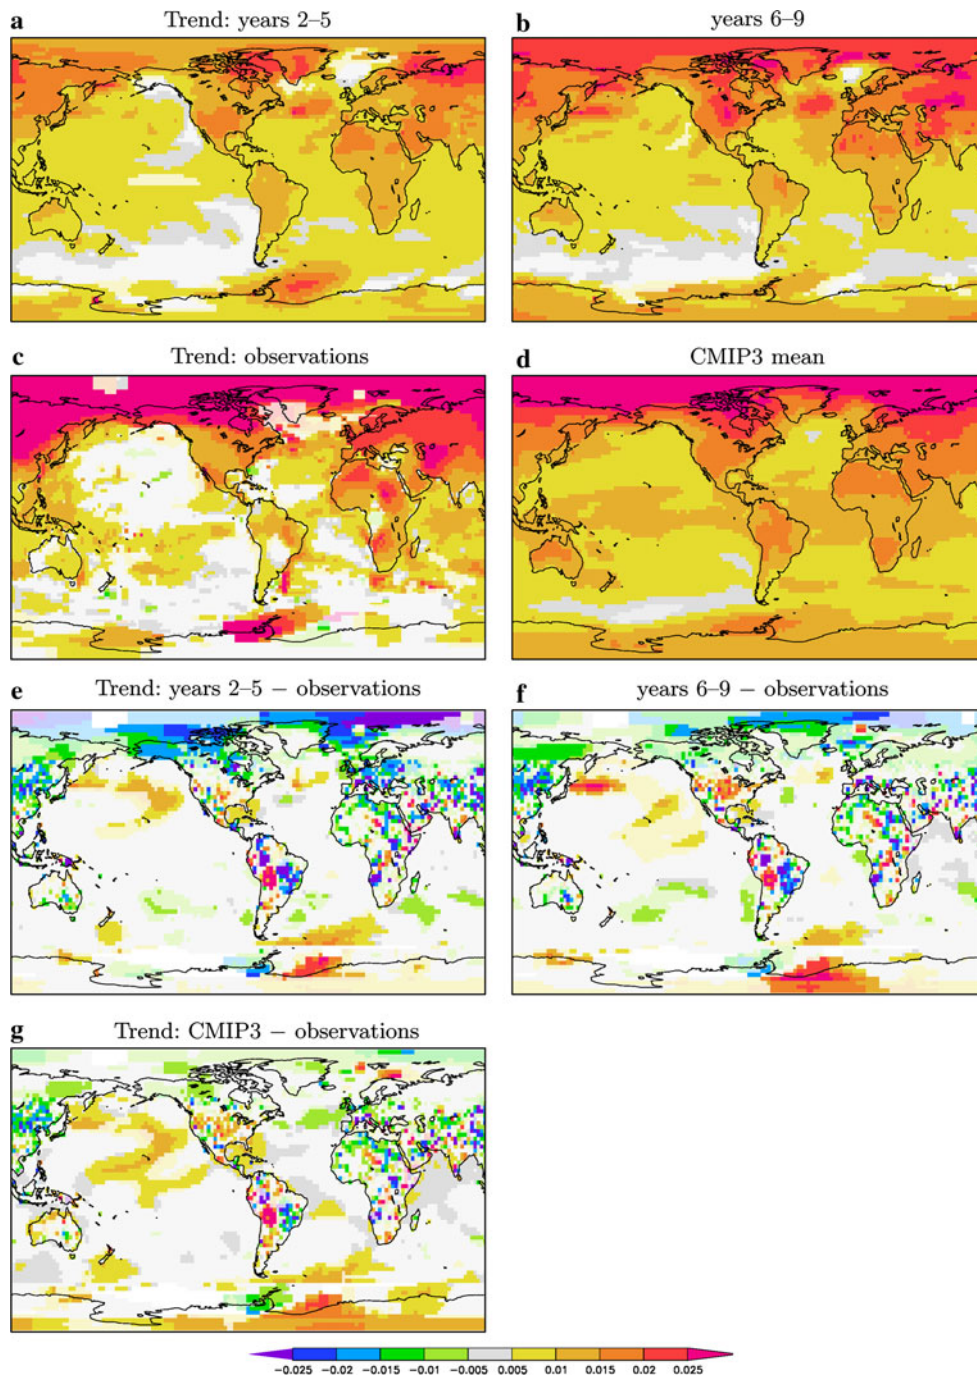 a Trend: years 2–5
b years 6–9
c Trend: observations
d CMIP3 mean
e Trend: years 2–5 − observations
f years 6–9 − observations
g Trend: CMIP3 − observations
−0.025 −0.02 −0.015 −0.01 −0.005 0.005 0.01 0.015 0.02 0.025